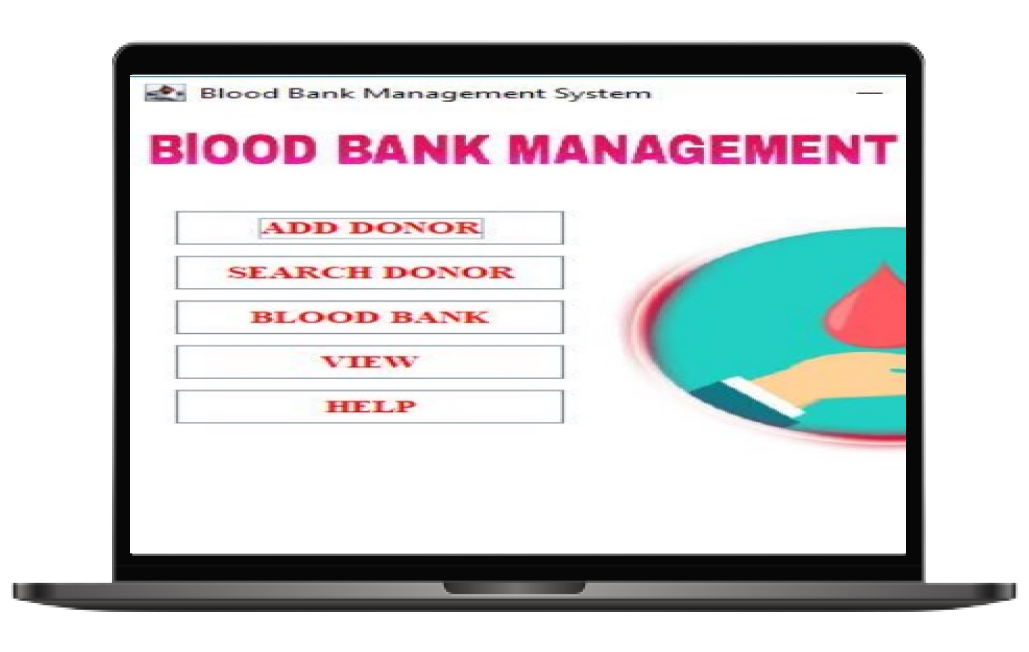 Blood Bank Management System
BlOOD BANK MANAGEMENT
ADD DONOR
SEARCH DONOR
BLOOD BANK
VIEW
HELP